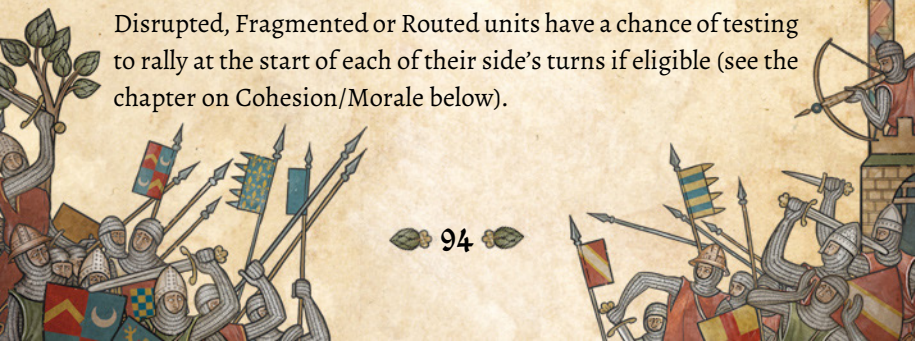 Disrupted, Fragmented or Routed units have a chance of testing
to rally at the start of each of their side’s turns if eligible (see the
chapter on Cohesion/Morale below).
94